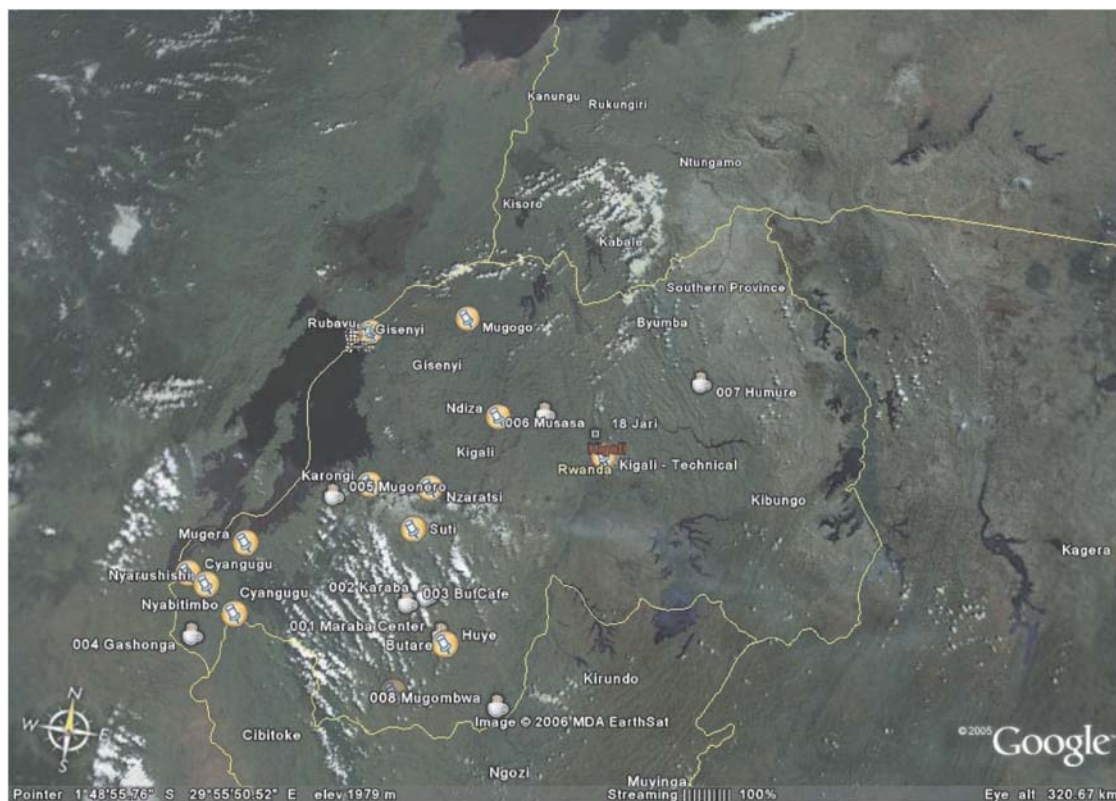 Kanungu
Rukungiri
Ntungamo
Kisoro
Kabale
Southern Province
Rubavu
Gisenyi
Mugogo
Byumba
Gisenyi
007 Humure
Ndiza
006 Musasa
18 Jari
Kigali
Kigali
Rwanda
Kigali - Technical
Karongi
005 Mugonero
Nzaratsi
Kibungo
Mugera
Suti
Kagera
Cyangugu
Nyarushishi
Nyabitimbo
Cyangugu
002 Karaba
003 BufCafe
001 Maraba Center
Huye
Butare
004 Gashonga
008 Mugombwa
Kirundo
Image © 2006 MDA EarthSat
N
W
E
S
Cibitoke
© 2005 Google™
Ngozi
Muyinga
Pointer 1°48'55.76" S 29°55'50.52" E elev 1979 m Streaming |||||||||| 100% Eye alt 320.67 km